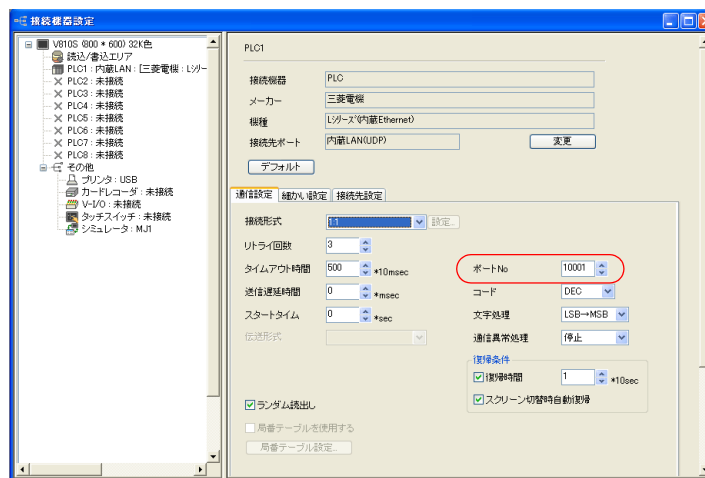 接続機器設定
V810S (800 * 600) 32K色
読込/書込エリア
PLC1 : 内蔵LAN : [三菱電機 : Lシリー
PLC2 : 未接続
PLC3 : 未接続
PLC4 : 未接続
PLC5 : 未接続
PLC6 : 未接続
PLC7 : 未接続
PLC8 : 未接続
その他
プリンタ : USB
カードレコーダ : 未接続
V-I/O : 未接続
タッチスイッチ : 未接続
シミュレータ : MJ1
PLC1
接続機器 PLC
メーカー 三菱電機
機種 Lシリーズ(内蔵Ethernet)
接続先ポート 内蔵LAN(UDP) 変更
デフォルト
通信設定 細かい設定 接続先設定
接続形式 1:1 設定...
リトライ回数 3
タイムアウト時間 500 *10msec ポートNo 10001
送信遅延時間 0 *msec コード DEC
スタートタイム 0 *sec 文字処理 LSB→MSB
伝送形式 通信異常処理 停止
復帰条件
復帰時間 1 *10sec
ランダム読出し スクリーン切替時自動復帰
局番テーブルを使用する
局番テーブル設定...